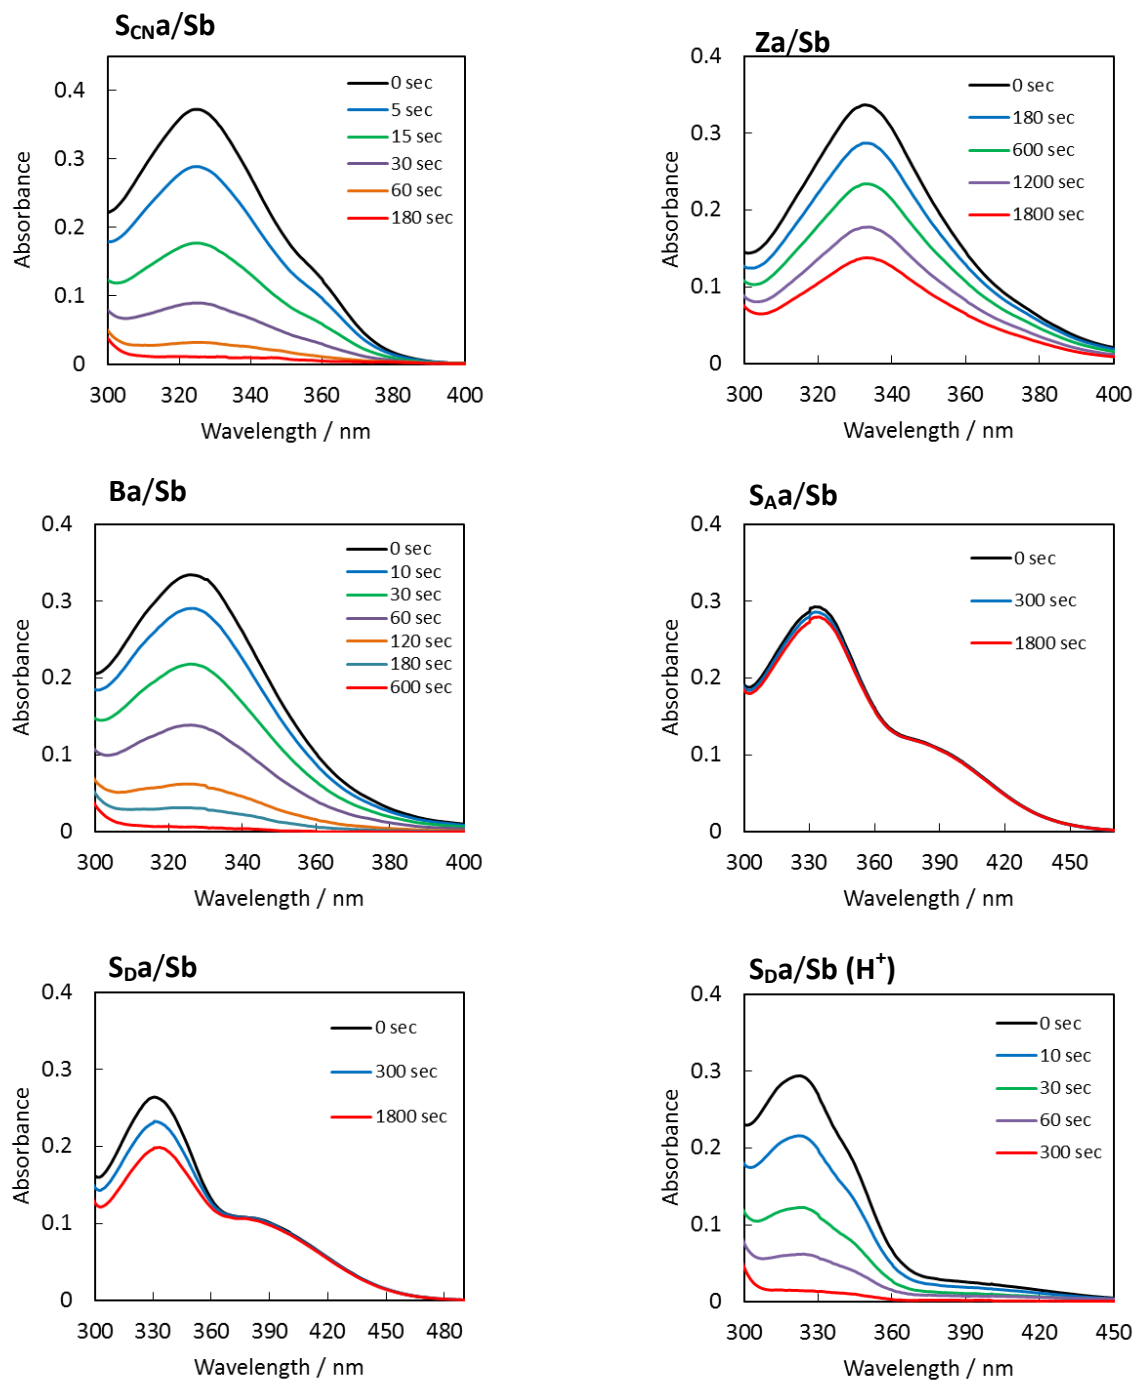 S_CNa/Sb
0.4
0.3
0.2
0.1
0
Absorbance
0 sec
5 sec
15 sec
30 sec
60 sec
180 sec
300 320 340 360 380 400
Wavelength / nm
Za/Sb
0.4
0.3
0.2
0.1
0
Absorbance
0 sec
180 sec
600 sec
1200 sec
1800 sec
300 320 340 360 380 400
Wavelength / nm
Ba/Sb
0.4
0.3
0.2
0.1
0
Absorbance
0 sec
10 sec
30 sec
60 sec
120 sec
180 sec
600 sec
300 320 340 360 380 400
Wavelength / nm
S_Aa/Sb
0.4
0.3
0.2
0.1
0
Absorbance
0 sec
300 sec
1800 sec
300 330 360 390 420 450
Wavelength / nm
S_Da/Sb
0.4
0.3
0.2
0.1
0
Absorbance
0 sec
300 sec
1800 sec
300 330 360 390 420 450 480
Wavelength / nm
S_Da/Sb (H⁺)
0.4
0.3
0.2
0.1
0
Absorbance
0 sec
10 sec
30 sec
60 sec
300 sec
300 330 360 390 420 450
Wavelength / nm